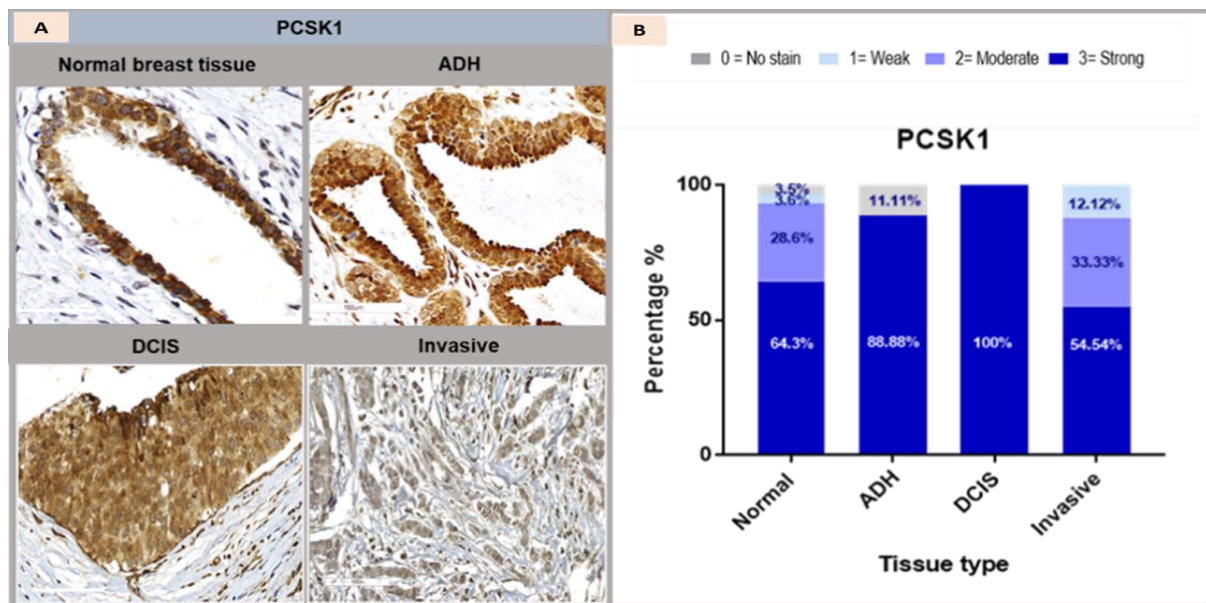 A
PCSK1
Normal breast tissue
ADH
DCIS
Invasive
B
0 = No stain 1= Weak 2= Moderate 3= Strong
PCSK1
Percentage %
100
50
0
3.5%
3.6%
28.6%
64.3%
11.11%
88.88%
100%
12.12%
33.33%
54.54%
Normal
ADH
DCIS
Invasive
Tissue type